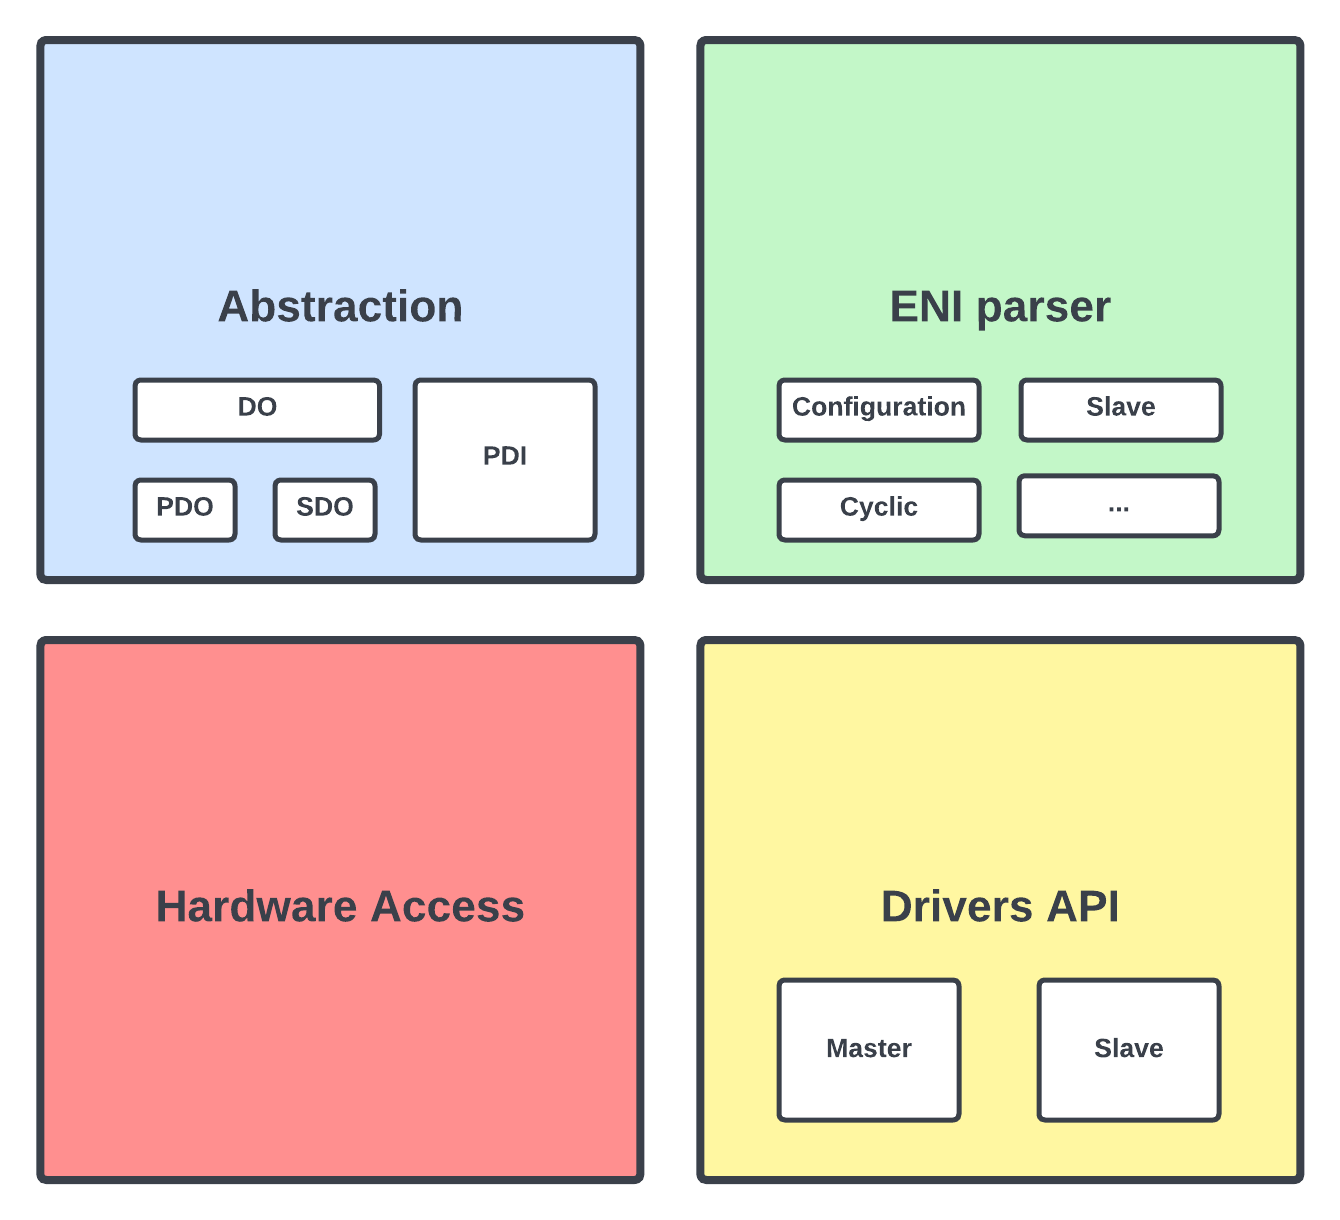 Abstraction
DO
PDI
PDO
SDO
ENI parser
Configuration
Slave
Cyclic
...
Hardware Access
Drivers API
Master
Slave